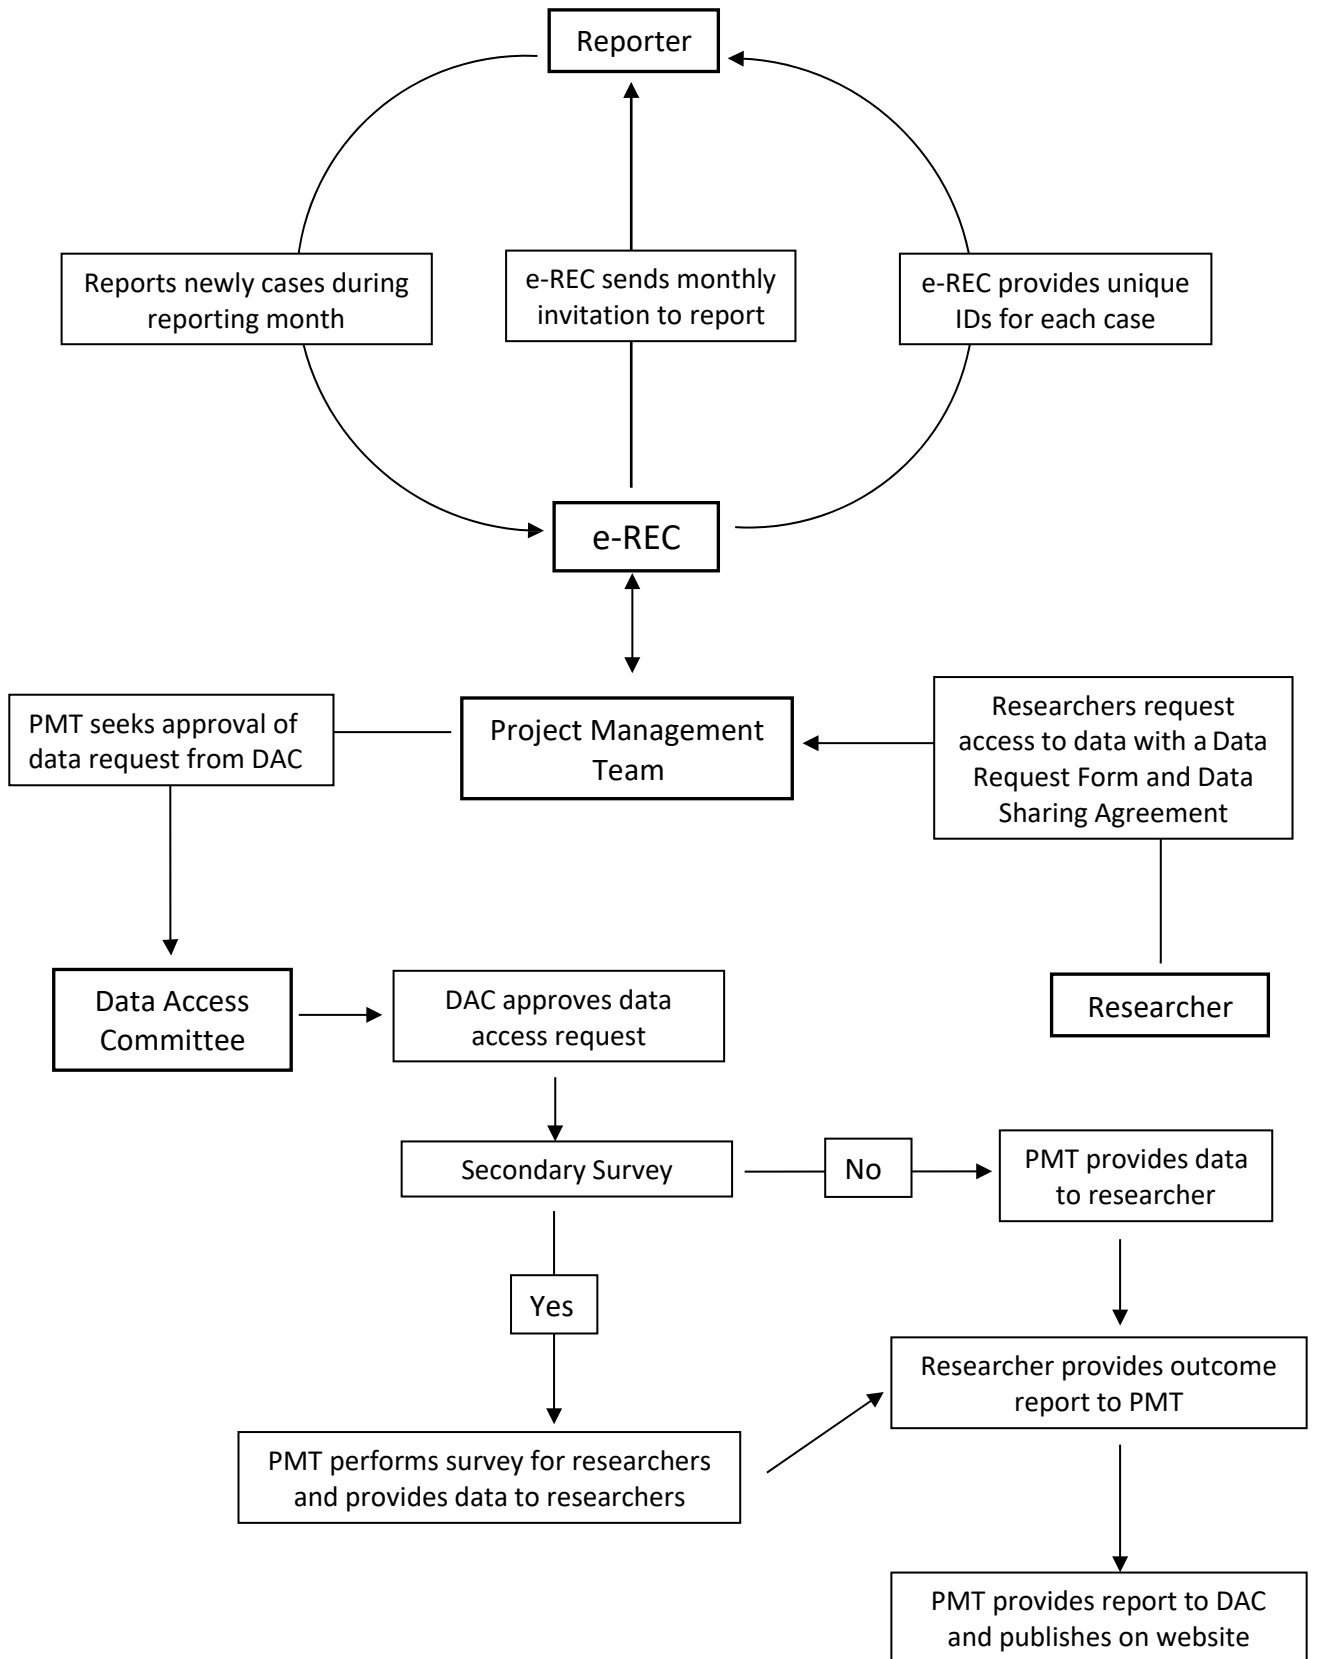 Reporter
Reports newly cases during
reporting month
e-REC sends monthly
invitation to report
e-REC provides unique
IDs for each case
e-REC
PMT seeks approval of
data request from DAC
Project Management
Team
Researchers request
access to data with a Data
Request Form and Data
Sharing Agreement
Data Access
Committee
DAC approves data
access request
Researcher
Secondary Survey
No
PMT provides data
to researcher
Yes
Researcher provides outcome
report to PMT
PMT performs survey for researchers
and provides data to researchers
PMT provides report to DAC
and publishes on website